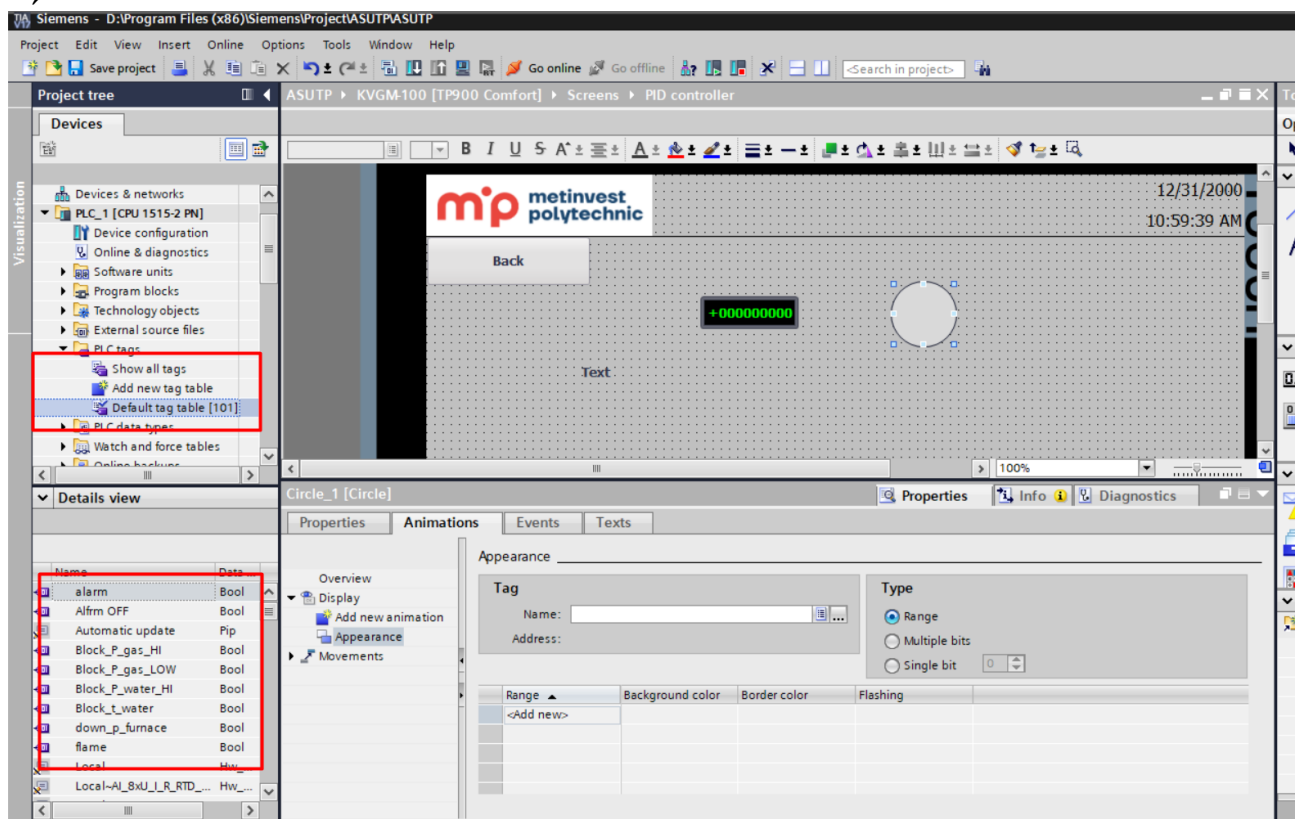 Siemens - D:\Program Files (x86)\Siemens\Project\ASUTP\ASUTP
Project Edit View Insert Online Options Tools Window Help
Save project Go online Go offline <Search in project>
Project tree
ASUTP KVGM-100 [TP900 Comfort] Screens PID controller
Devices
B I U S A A
Visualization
Devices & networks
PLC_1 [CPU 1515-2 PN]
Device configuration
Online & diagnostics
Software units
Program blocks
Technology objects
External source files
PLC tags
Show all tags
Add new tag table
Default tag table [101]
PLC data types
Watch and force tables
Online backups
mip metinvest
polytechnic
12/31/2000
10:59:39 AM
Back
+000000000
Text
100%
Details view
Name Data ...
alarm Bool
Alfrm OFF Bool
Automatic update Pip
Block_P_gas_HI Bool
Block_P_gas_LOW Bool
Block_P_water_HI Bool
Block_t_water Bool
down_p_furnace Bool
flame Bool
Local Hw_...
Local~AI_8xU_I_R_RTD_... Hw_...
Circle_1 [Circle]
Properties Info Diagnostics
Properties Animations Events Texts
Overview
Display
Add new animation
Appearance
Movements
Appearance
Tag
Name: ...
Address:
Type
Range
Multiple bits
Single bit 0
Range Background color Border color Flashing
<Add new>